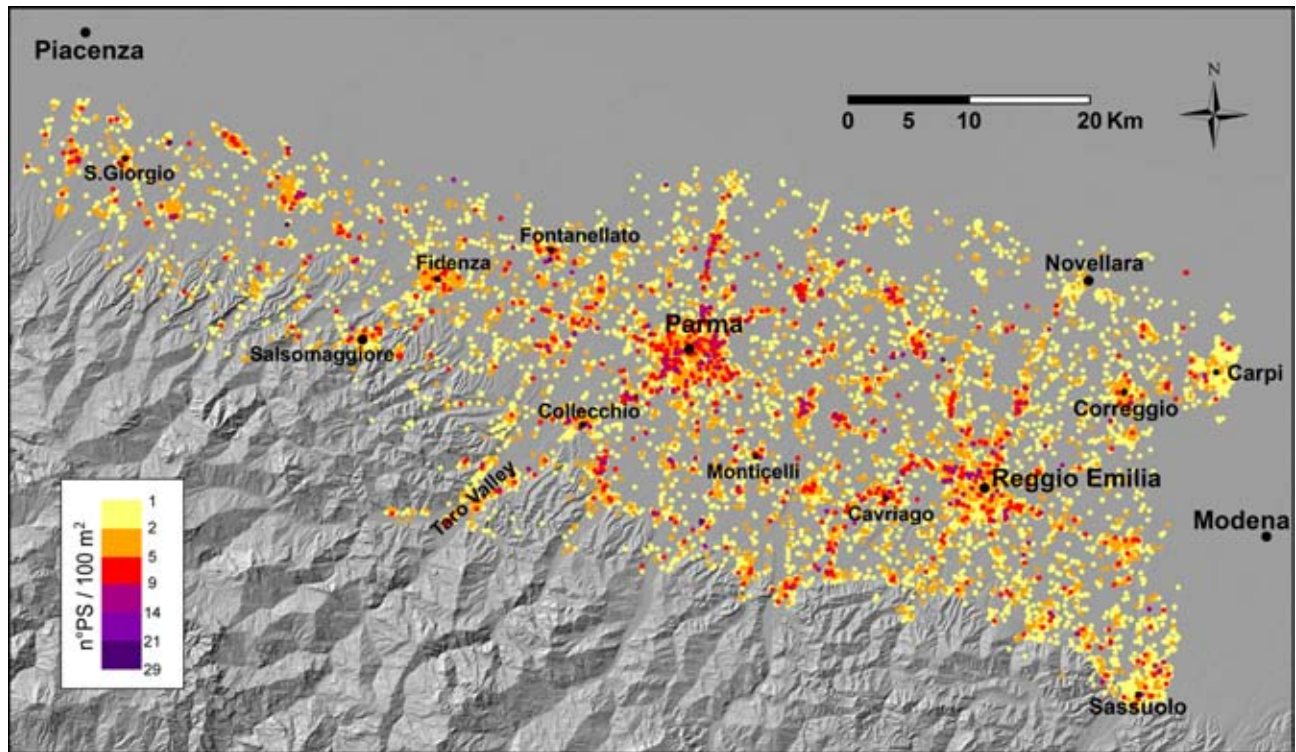 Piacenza
N
0 5 10 20 Km
S.Giorgio
Fontanellato
Fidenza
Novellara
Parma
Salsomaggiore
Carpi
Collecchio
Correggio
Monticelli
Taro Valley
Reggio Emilia
Cavriago
Modena
n°PS / 100 m²
1
2
5
9
14
21
29
Sassuolo